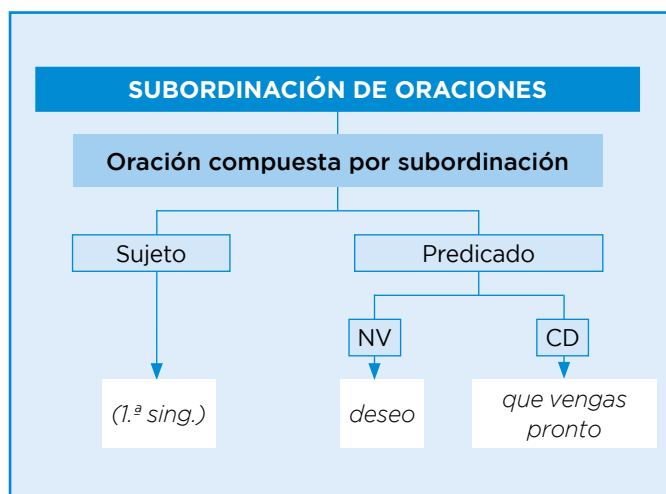 SUBORDINACIÓN DE ORACIONES
Oración compuesta por subordinación
Sujeto
Predicado
NV
CD
(1.ª sing.)
deseo
que vengas
pronto